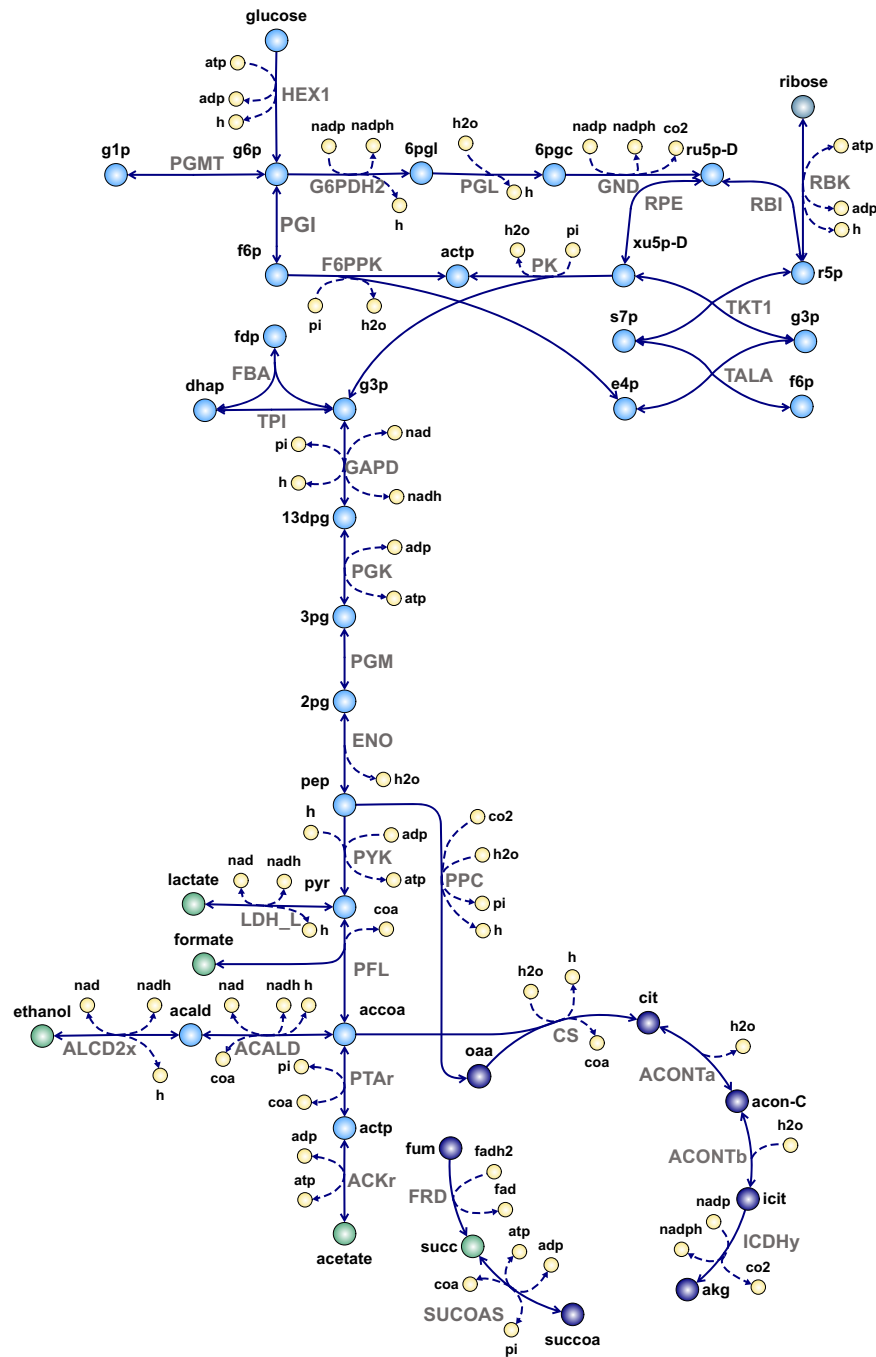 glucose
atp
adp
HEX1
h
ribose
nadp
nadph
h2o
nadp
nadph
co2
atp
g1p
PGMT
g6p
6pgl
6pgc
ru5p-D
G6PDH2
PGL
h
GND
RBK
h
RPE
RBI
adp
h
PGI
xu5p-D
f6p
F6PPK
actp
h2o
pi
PK
r5p
pi
h2o
s7p
TKT1
g3p
fdp
FBA
dhap
g3p
e4p
TALA
f6p
TPI
nad
pi
GAPD
h
nadh
13dpg
adp
PGK
atp
3pg
PGM
2pg
ENO
h2o
pep
h
co2
adp
PYK
h2o
atp
PPC
nad
nadh
pyr
lactate
coa
pi
LDH_L
h
h
formate
PFL
nad
nadh
nad
nadh
h
h2o
h
ethanol
acald
accoa
cit
ALCD2x
ACALD
CS
h2o
h
coa
pi
PTAr
oaa
coa
ACONTa
coa
acon-C
actp
h2o
adp
fum
fadh2
ACONTb
atp
ACKr
FRD
fad
icit
nadp
acetate
succ
atp
adp
nadph
ICDHy
coa
co2
SUCOAS
akg
pi
succoa